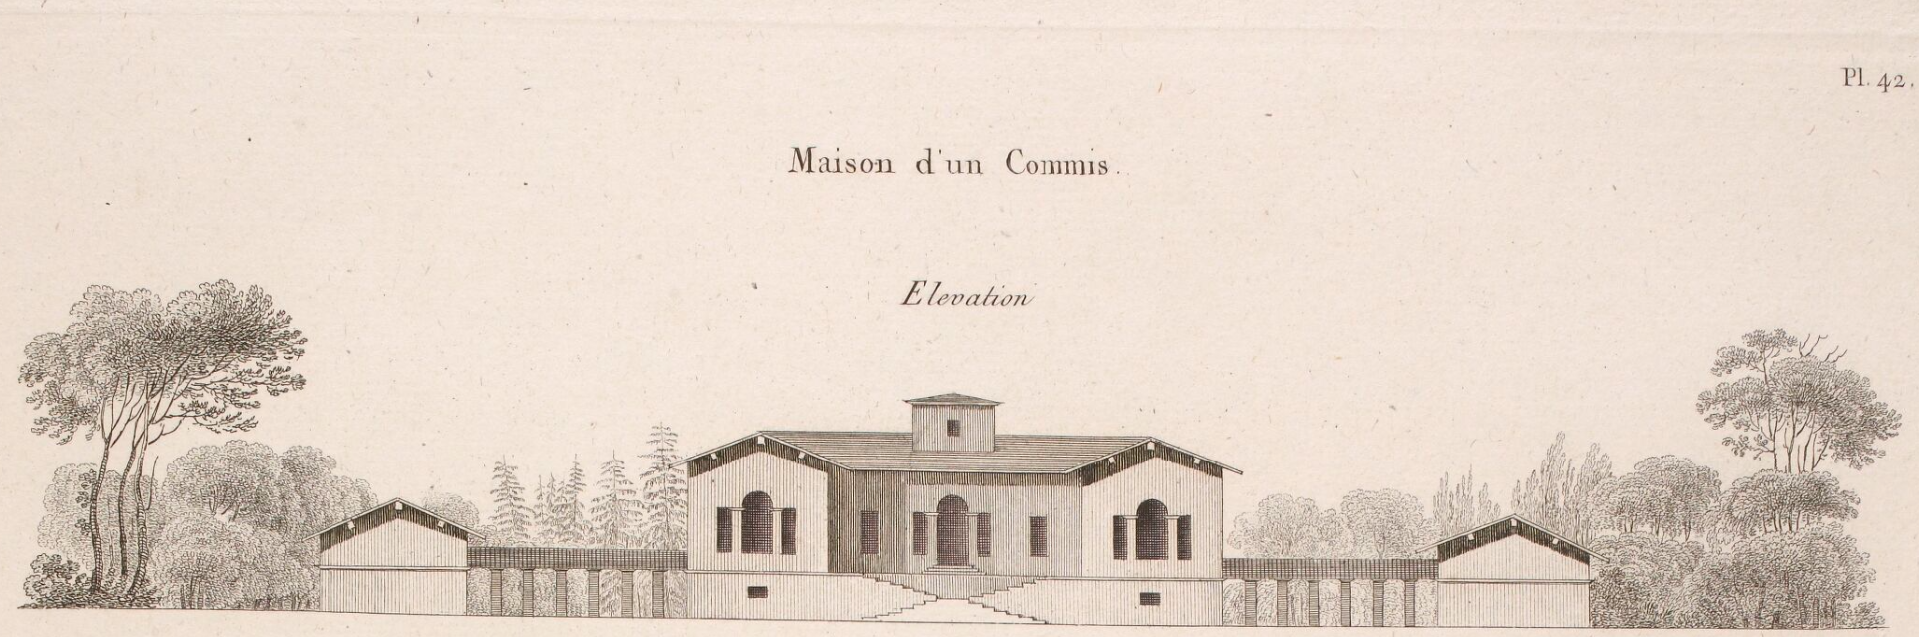 Pl. 42.
Maison d'un Commis.
Elevation